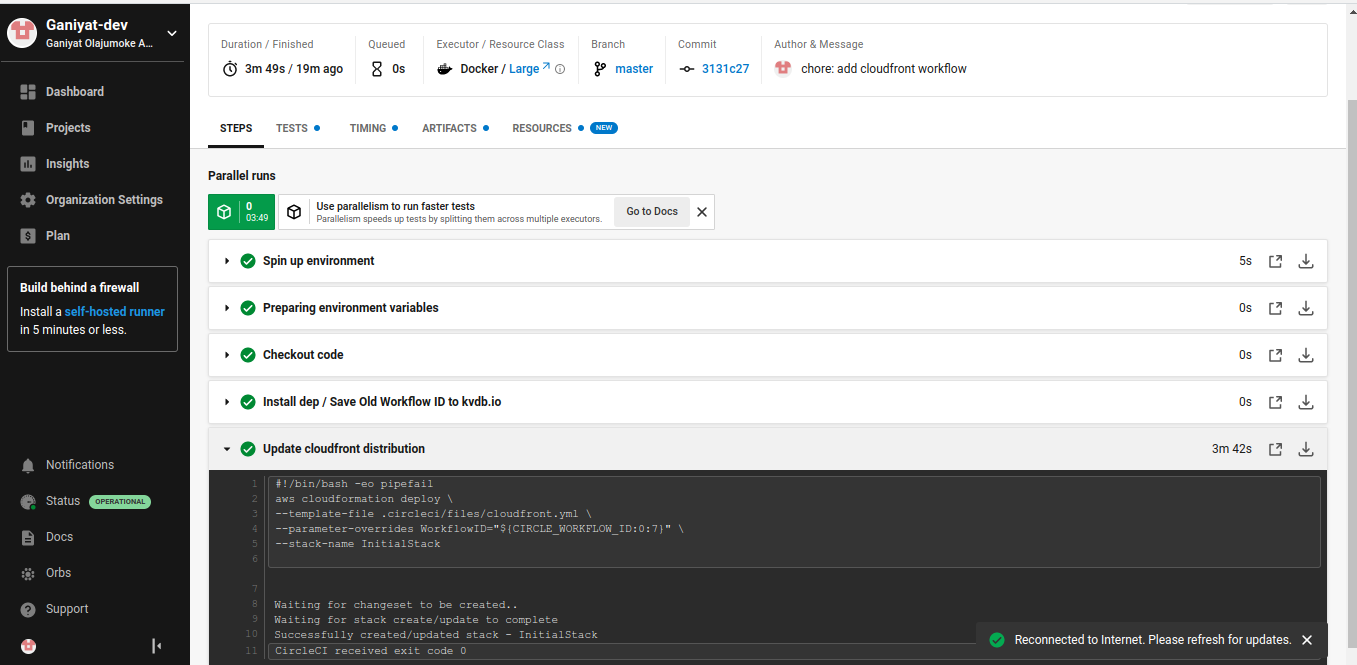 Ganiyat-dev
Ganiyat Olajumoke A...
Dashboard
Projects
Insights
Organization Settings
Plan
Build behind a firewall
Install a self-hosted runner
in 5 minutes or less.
Notifications
Status OPERATIONAL
Docs
Orbs
Support
Duration / Finished
3m 49s / 19m ago
Queued
0s
Executor / Resource Class
Docker / Large
Branch
master
Commit
3131c27
Author & Message
chore: add cloudfront workflow
STEPS TESTS TIMING ARTIFACTS RESOURCES NEW
Parallel runs
0
03:49
Use parallelism to run faster tests
Parallelism speeds up tests by splitting them across multiple executors.
Go to Docs
Spin up environment 5s
Preparing environment variables 0s
Checkout code 0s
Install dep / Save Old Workflow ID to kvdb.io 0s
Update cloudfront distribution 3m 42s
1 #!/bin/bash -eo pipefail
2 aws cloudformation deploy \
3 --template-file .circleci/files/cloudfront.yml \
4 --parameter-overrides WorkflowID="${CIRCLE_WORKFLOW_ID:0:7}" \
5 --stack-name InitialStack
6
7
8 Waiting for changeset to be created..
9 Waiting for stack create/update to complete
10 Successfully created/updated stack - InitialStack
11 CircleCI received exit code 0
Reconnected to Internet. Please refresh for updates.